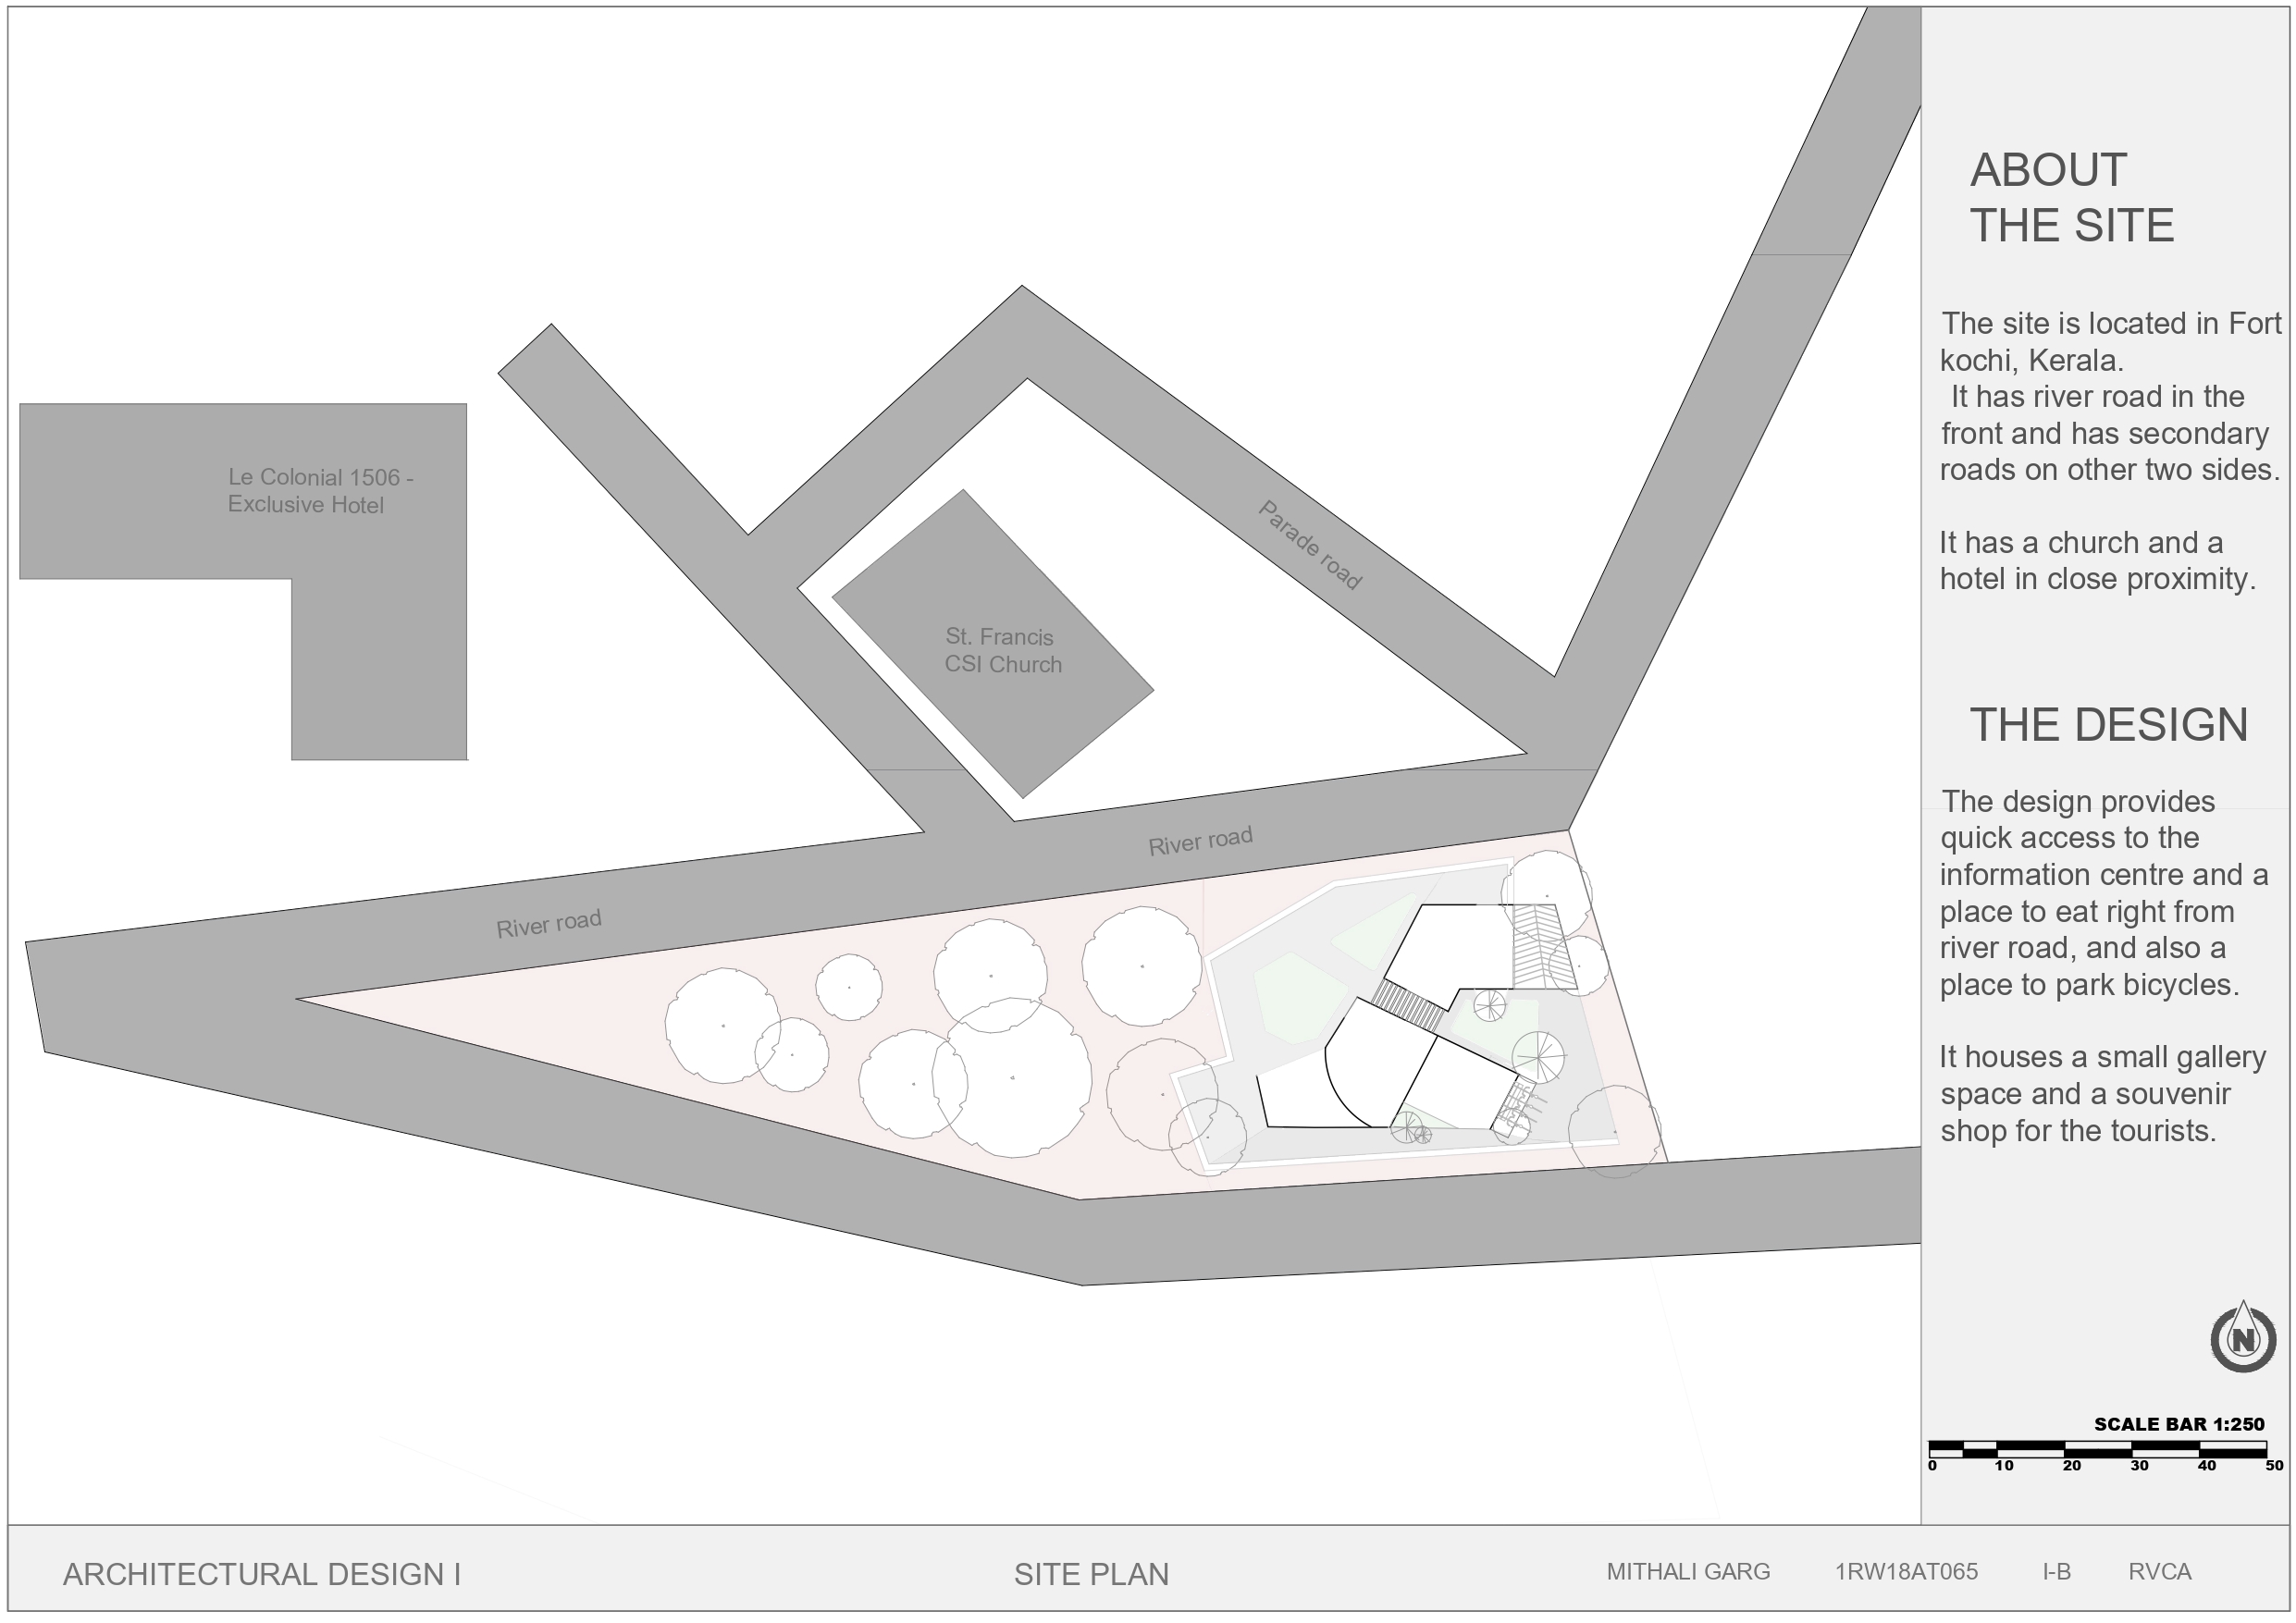 ABOUT
THE SITE
The site is located in Fort
kochi, Kerala.
It has river road in the
front and has secondary
roads on other two sides.
It has a church and a
hotel in close proximity.
THE DESIGN
The design provides
quick access to the
information centre and a
place to eat right from
river road, and also a
place to park bicycles.
It houses a small gallery
space and a souvenir
shop for the tourists.
Le Colonial 1506 -
Exclusive Hotel
Parade road
St. Francis
CSI Church
River road
River road
N
SCALE BAR 1:250
0 10 20 30 40 50
ARCHITECTURAL DESIGN I
SITE PLAN
MITHALI GARG 1RW18AT065 I-B RVCA